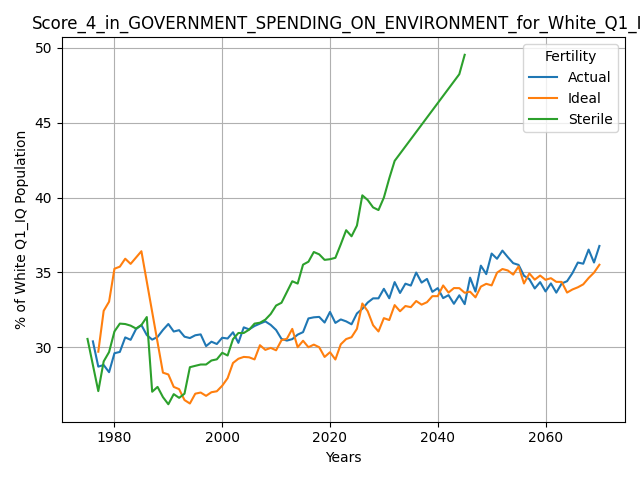 Score_4_in_GOVERNMENT_SPENDING_ON_ENVIRONMENT_for_White_Q1_I
Fertility
Actual
Ideal
Sterile
50
45
40
35
30
% of White Q1_IQ Population
1980
2000
2020
2040
2060
Years